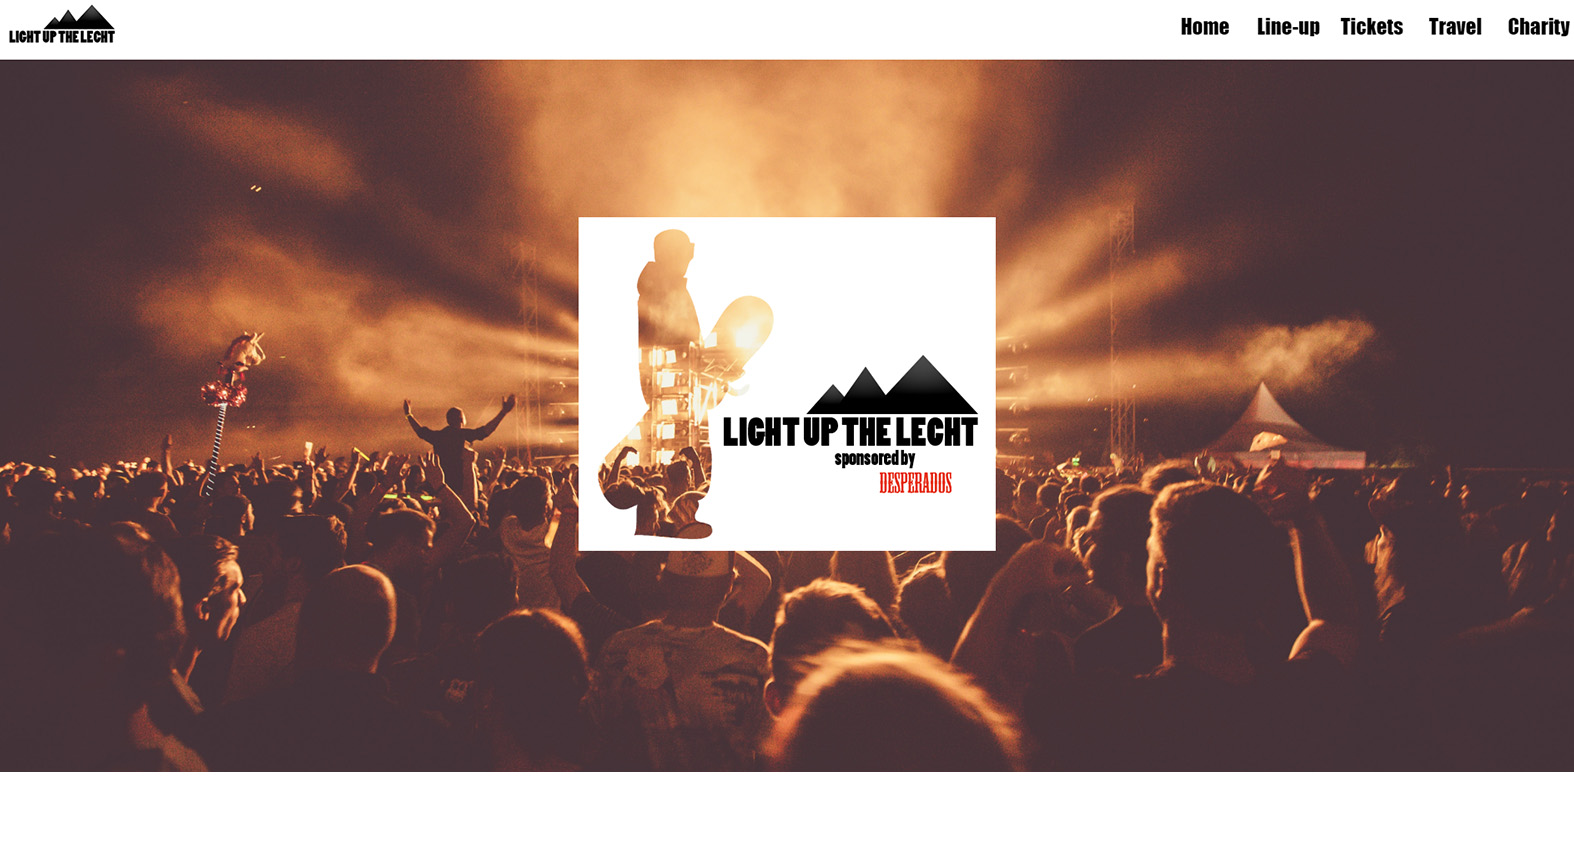 LIGHT UP THE LECHT
Home Line-up Tickets Travel Charity
LIGHT UP THE LECHT
sponsored by
DESPERADOS